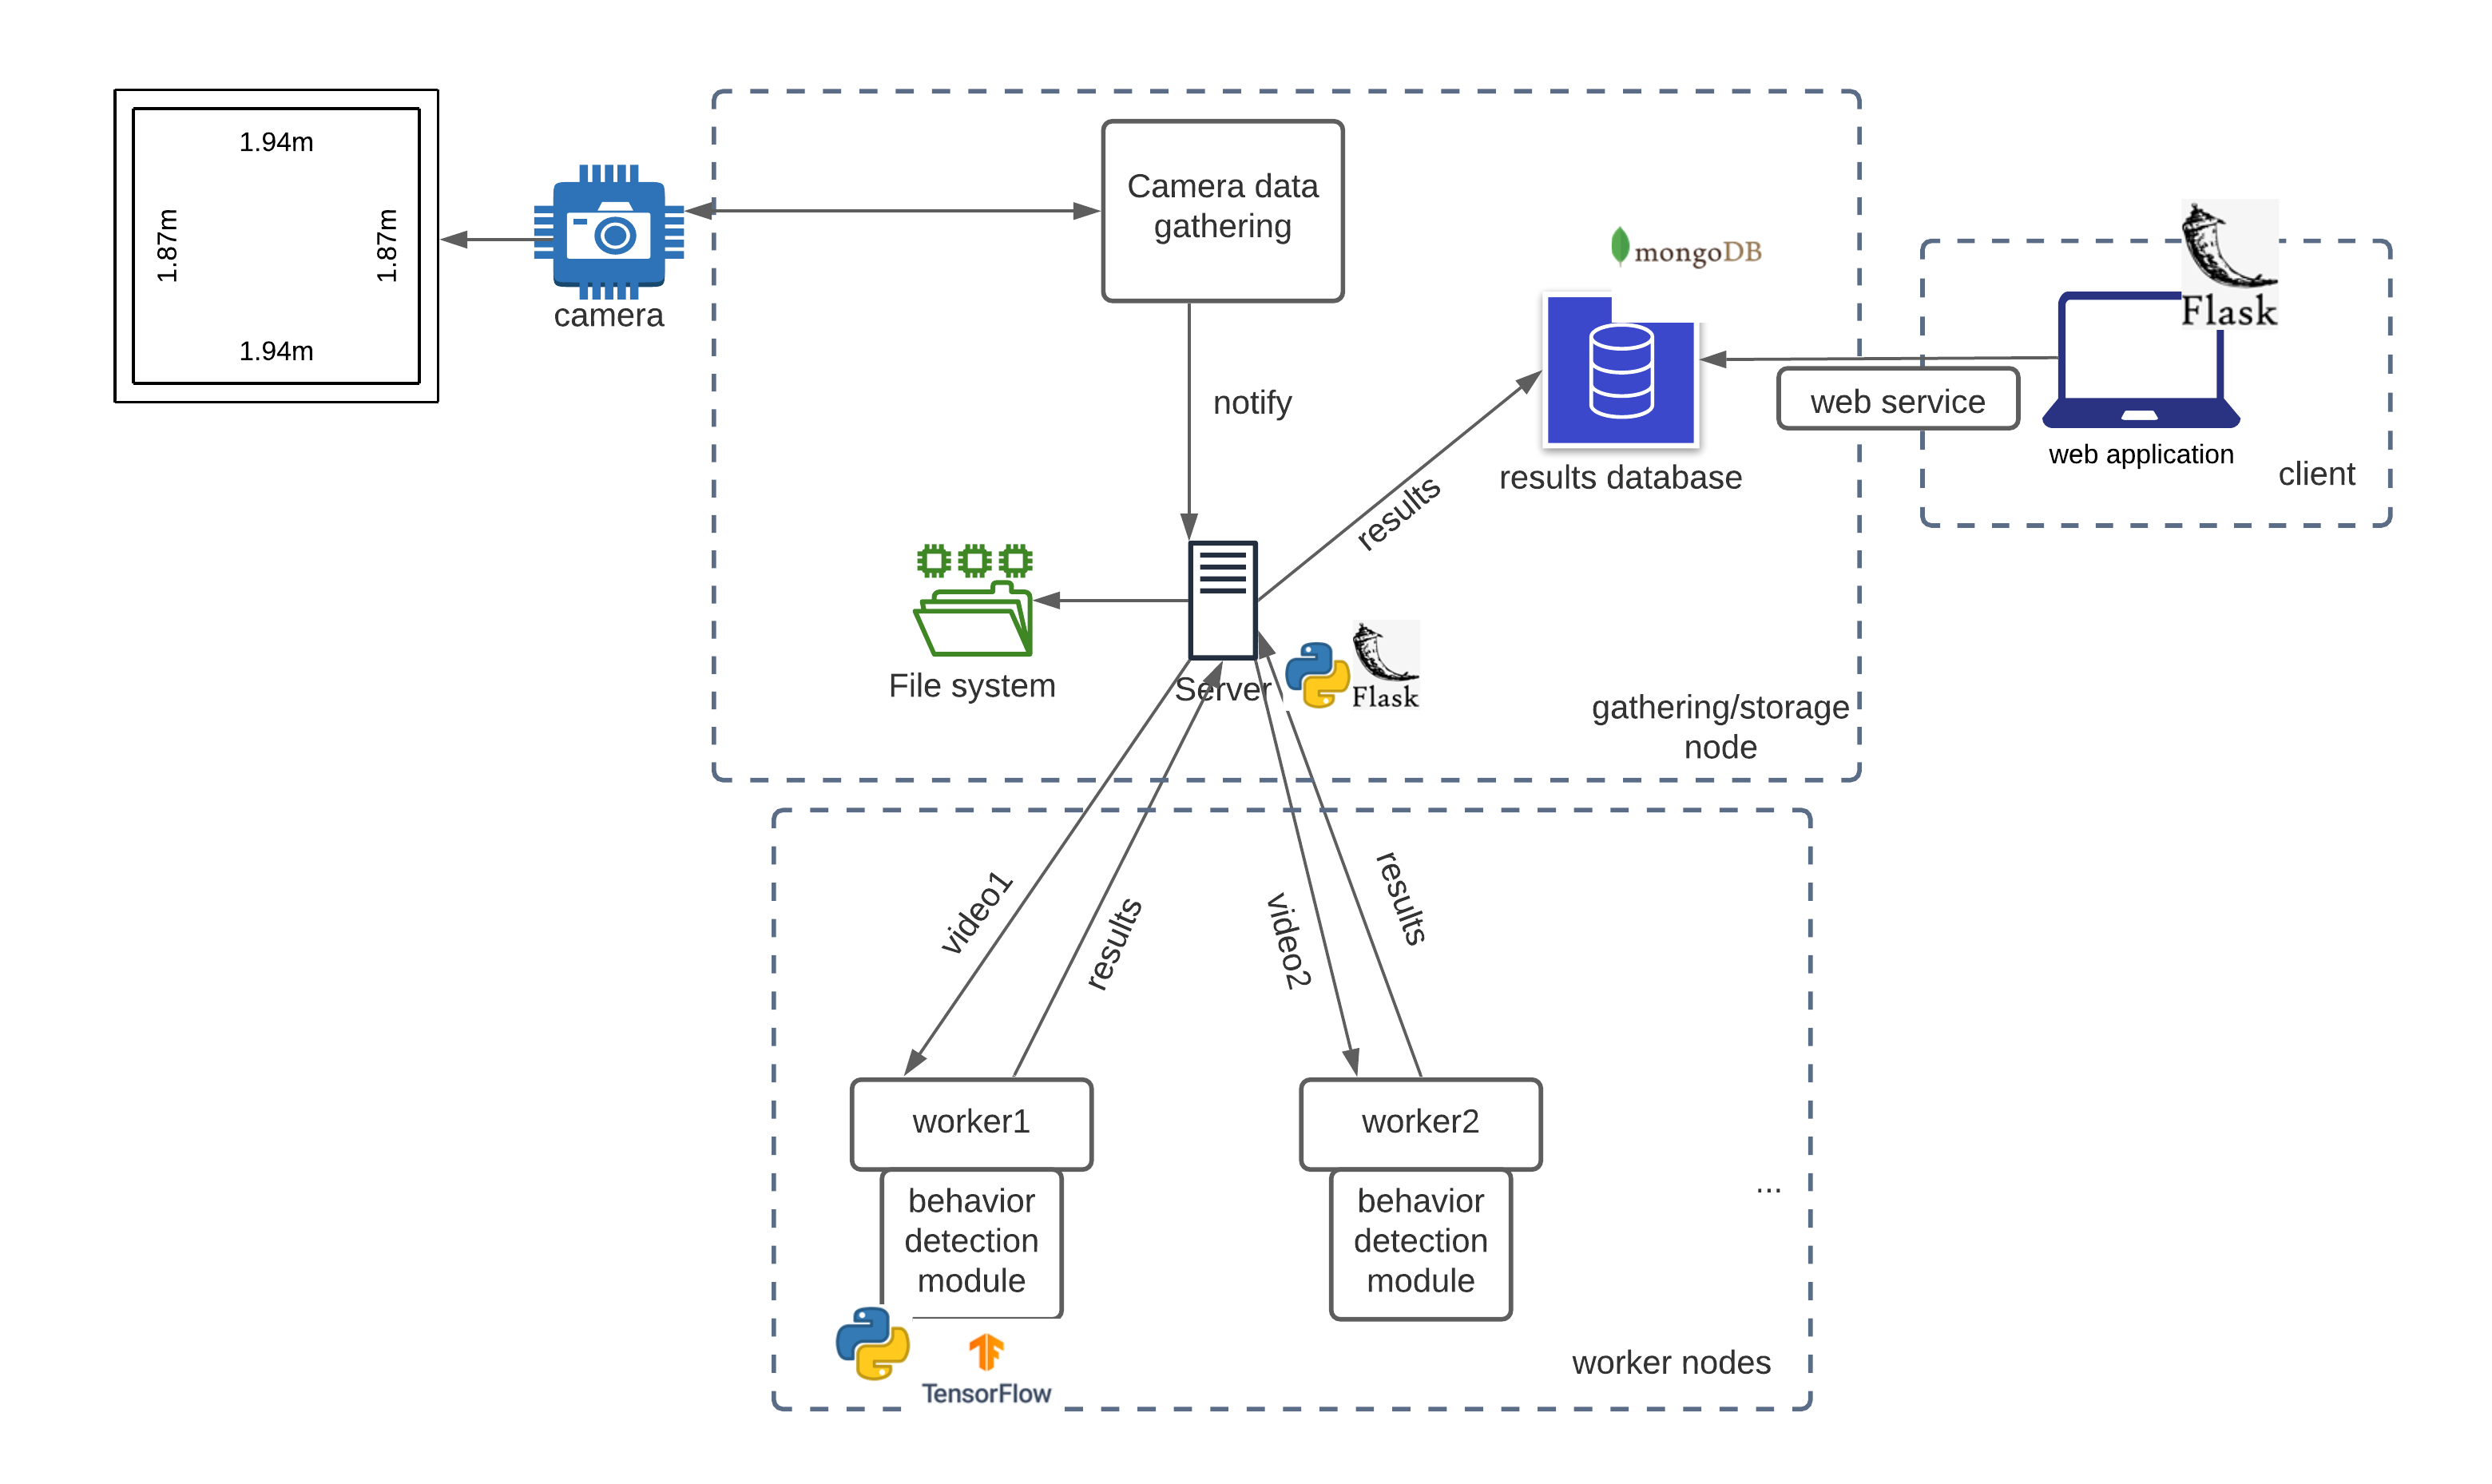 1.94m
1.87m
1.87m
1.94m
camera
Camera data
gathering
notify
mongoDB
results database
results
web service
Flask
web application
client
File system
Server
Flask
gathering/storage
node
video1
results
video2
results
worker1
behavior
detection
module
TensorFlow
worker2
behavior
detection
module
...
worker nodes